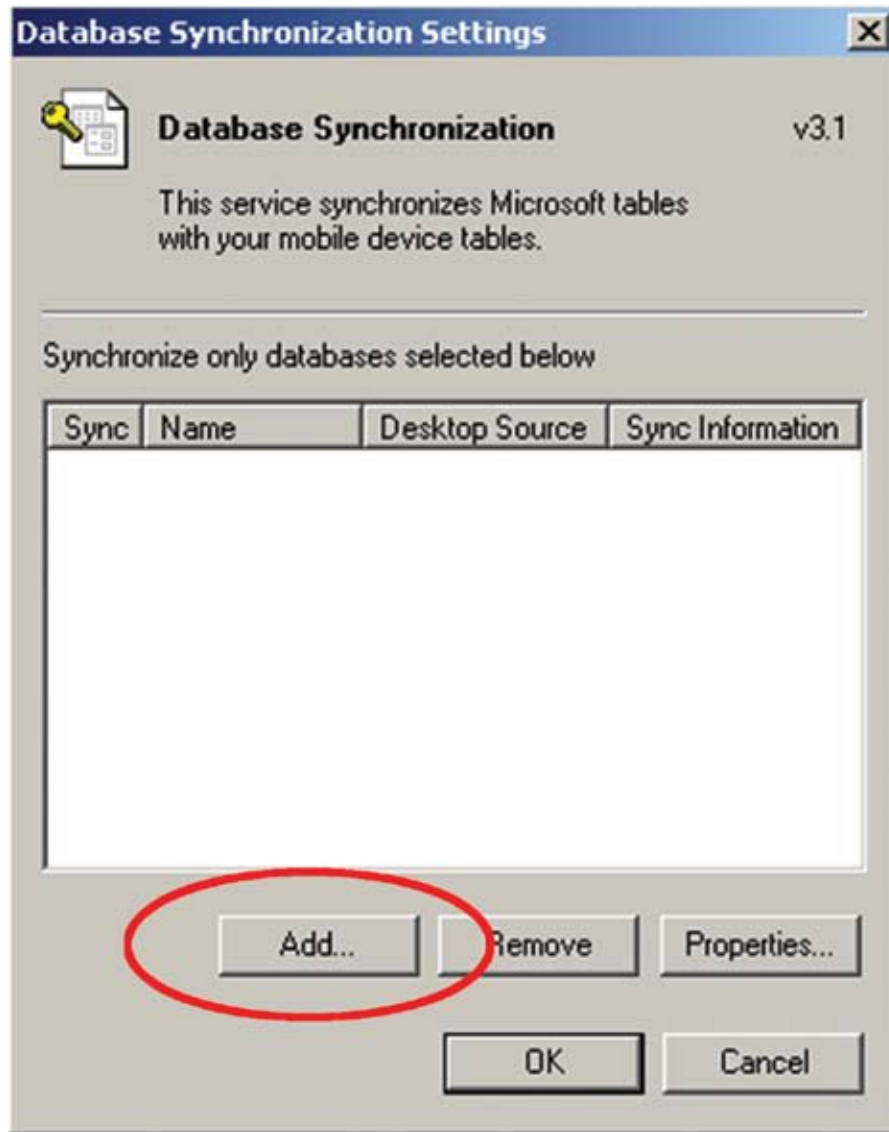 Database Synchronization Settings
Database Synchronization v3.1
This service synchronizes Microsoft tables
with your mobile device tables.
Synchronize only databases selected below
Sync Name Desktop Source Sync Information
Add... Remove Properties...
OK Cancel